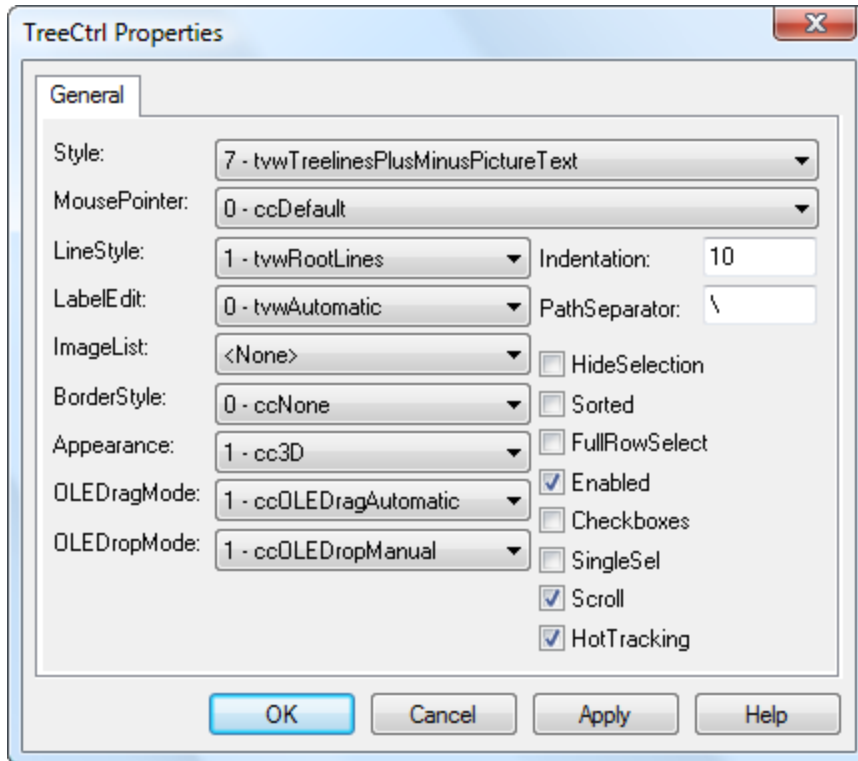 TreeCtrl Properties
General
Style: 7 - tvwTreelinesPlusMinusPictureText
MousePointer: 0 - ccDefault
LineStyle: 1 - tvwRootLines Indentation: 10
LabelEdit: 0 - tvwAutomatic PathSeparator: \
ImageList: <None> HideSelection
BorderStyle: 0 - ccNone Sorted
Appearance: 1 - cc3D FullRowSelect
OLEDragMode: 1 - ccOLEDragAutomatic Enabled
Checkboxes
OLEDropMode: 1 - ccOLEDropManual SingleSel
Scroll
HotTracking
OK Cancel Apply Help